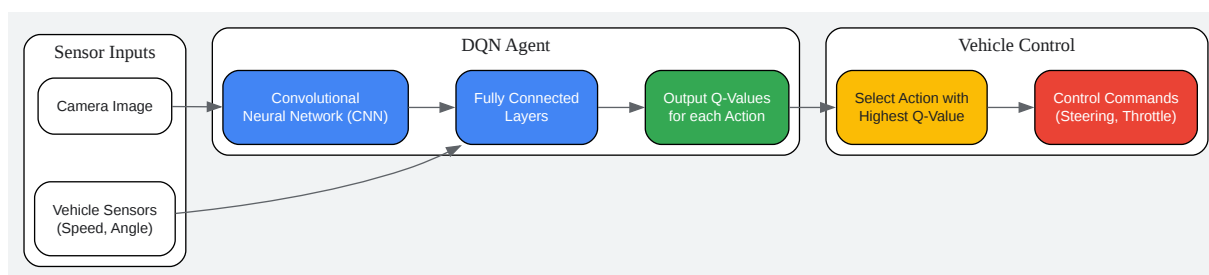 Sensor Inputs
Camera Image
Vehicle Sensors
(Speed, Angle)
DQN Agent
Convolutional
Neural Network (CNN)
Fully Connected
Layers
Output Q-Values
for each Action
Vehicle Control
Select Action with
Highest Q-Value
Control Commands
(Steering, Throttle)